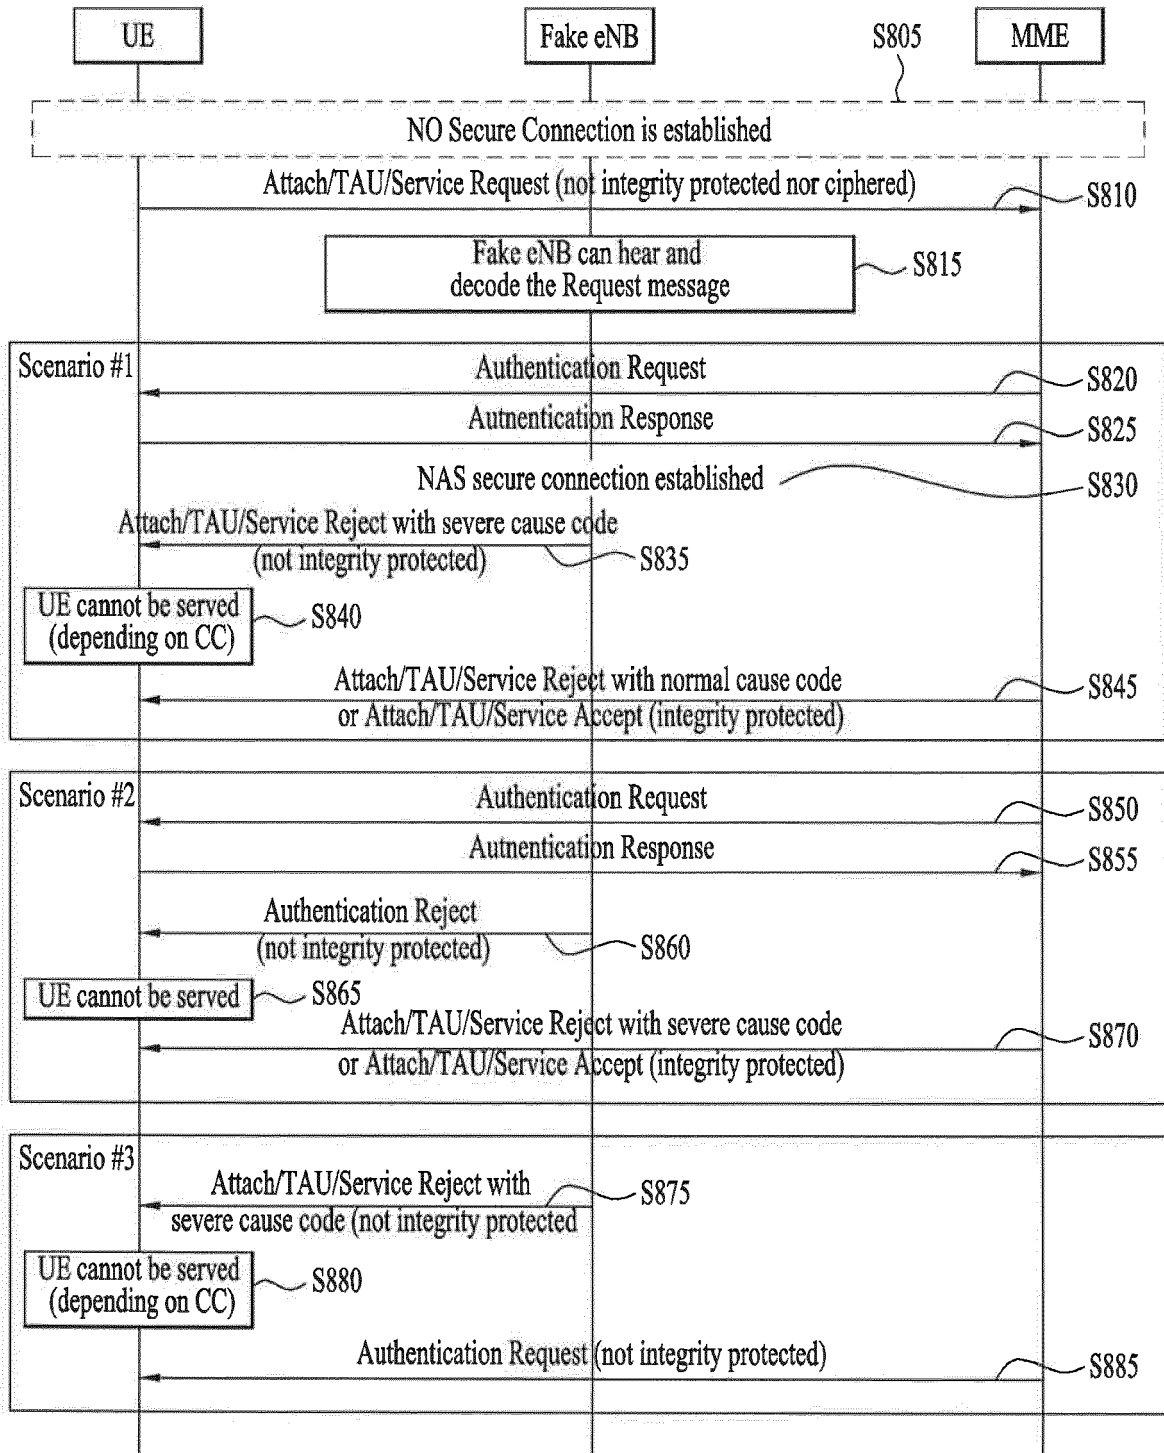 UE
Fake eNB
S805
MME
NO Secure Connection is established
Attach/TAU/Service Request (not integrity protected nor ciphered)
S810
Fake eNB can hear and
decode the Request message
S815
Scenario #1
Authentication Request
S820
Autnentication Response
S825
NAS secure connection established
S830
Attach/TAU/Service Reject with severe cause code
(not integrity protected)
S835
UE cannot be served
(depending on CC)
S840
Attach/TAU/Service Reject with normal cause code
or Attach/TAU/Service Accept (integrity protected)
S845
Scenario #2
Authentication Request
S850
Autnentication Response
S855
Authentication Reject
(not integrity protected)
S860
UE cannot be served
S865
Attach/TAU/Service Reject with severe cause code
or Attach/TAU/Service Accept (integrity protected)
S870
Scenario #3
Attach/TAU/Service Reject with
severe cause code (not integrity protected
S875
UE cannot be served
(depending on CC)
S880
Authentication Request (not integrity protected)
S885